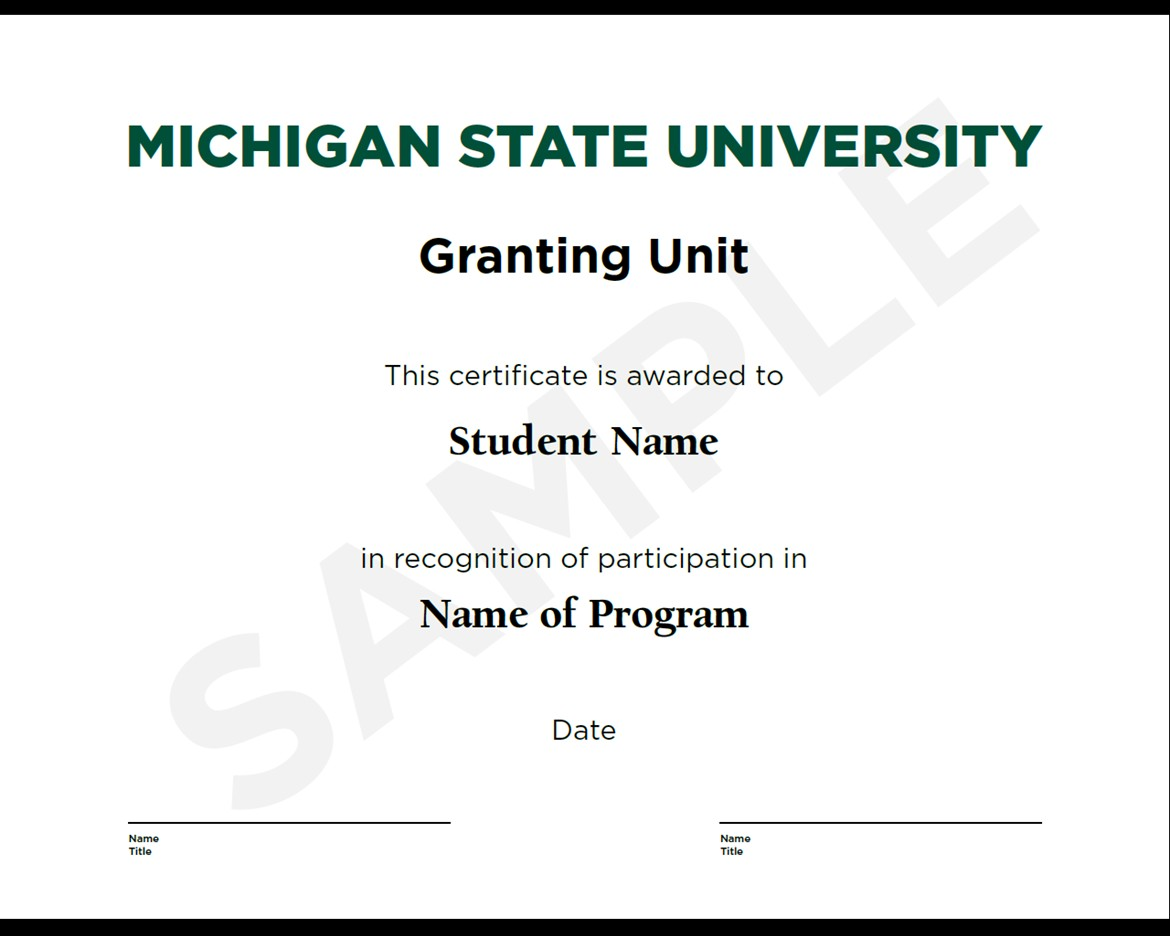 MICHIGAN STATE UNIVERSITY
Granting Unit
This certificate is awarded to
Student Name
in recognition of participation in
Name of Program
Date
Name
Title
Name
Title
SAMPLE